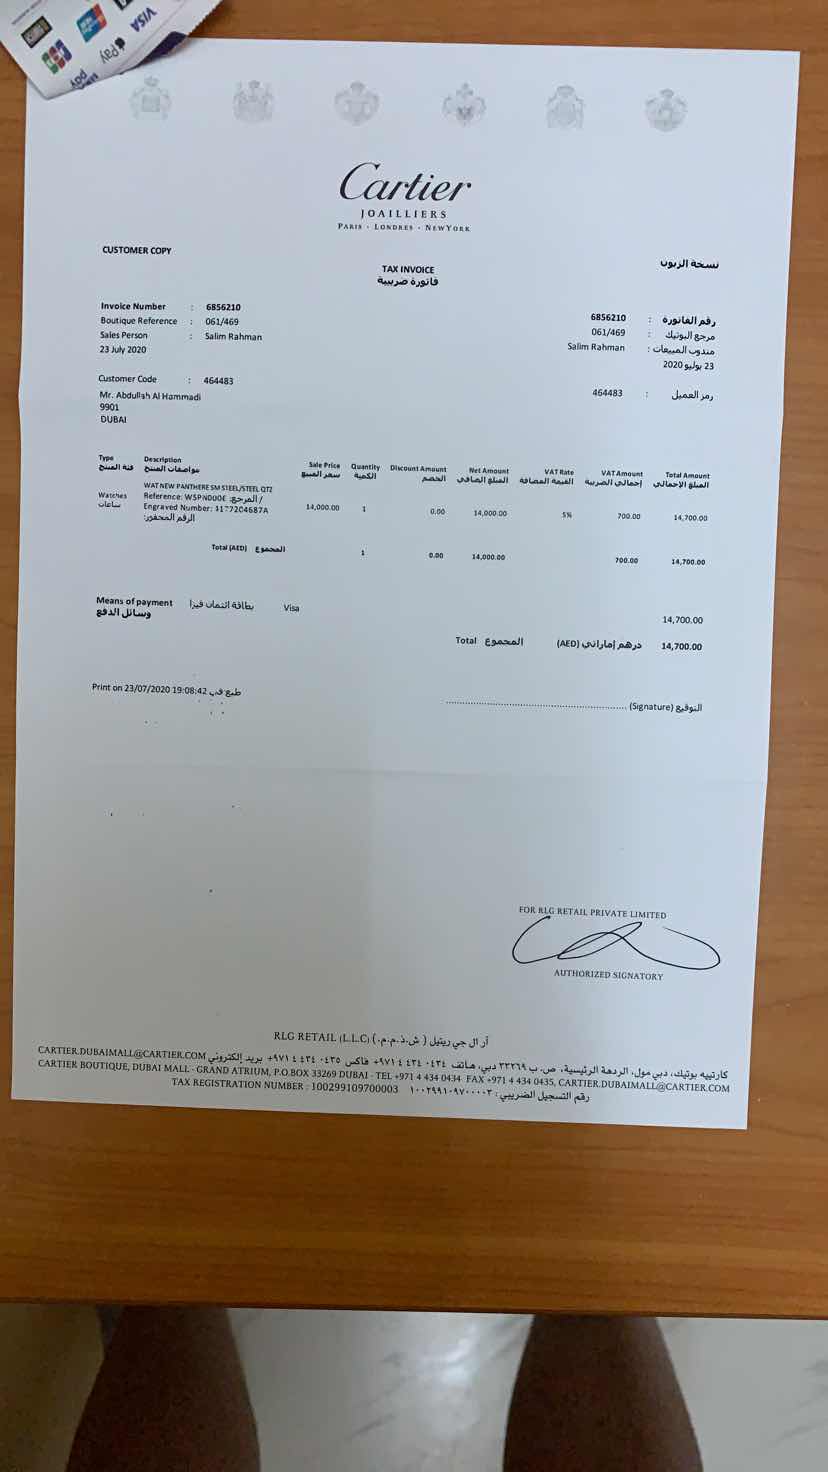 VISA
Pay
JCB
pay
Cartier
JOAILLIERS
PARIS - LONDRES - NEWYORK
CUSTOMER COPY
نسخة الزبون
TAX INVOICE
فاتورة ضريبية
Invoice Number : 6856210
6856210 : رقم الفاتورة
Boutique Reference : 061/469
061/469 : مرجع البوتيك
Sales Person : Salim Rahman
Salim Rahman : مندوب المبيعات
23 July 2020
23 يوليو 2020
Customer Code : 464483
464483 : رمز العميل
Mr. Abdullah Al Hammadi
9901
DUBAI
Type Description Sale Price Quantity Discount Amount Net Amount VAT Rate VAT Amount Total Amount
فئة المنتج مواصفات المنتج سعر المبيع الكمية الخصم المبلغ الصافي القيمة المضافة إجمالي الضريبة المبلغ الإجمالي
WAT NEW PANTHERE SM STEEL/STEEL QTZ
Watches Reference: WSPN0006 / المرجع:
ساعات Engraved Number: 1177204687A 14,000.00 1 0.00 14,000.00 5% 700.00 14,700.00
الرقم المحفور:
Total (AED) المجموع 1 0.00 14,000.00 700.00 14,700.00
Means of payment بطاقة ائتمان فيزا Visa 14,700.00
وسائل الدفع
Total المجموع (AED) درهم إماراتي 14,700.00
Print on 23/07/2020 19:08:42 طبع في
(Signature) التوقيع
FOR RLG RETAIL PRIVATE LIMITED
AUTHORIZED SIGNATORY
RLG RETAIL (L.L.C) (.آر ال جي ريتيل ( ش.ذ.م.م
كارتييه بوتيك، دبي مول، الردهة الرئيسية، ص. ب ٣٣٢٦٩ دبي، هاتف ٠٤٣٤ ٤٣٤ ٤ ٩٧١+ فاكس ٠٤٣٥ ٤٣٤ ٤ ٩٧١+ بريد إلكتروني CARTIER.DUBAIMALL@CARTIER.COM
CARTIER BOUTIQUE, DUBAI MALL - GRAND ATRIUM, P.O.BOX 33269 DUBAI - TEL +971 4 434 0434 FAX +971 4 434 0435, CARTIER.DUBAIMALL@CARTIER.COM
TAX REGISTRATION NUMBER : 100299109700003 رقم التسجيل الضريبي : ١٠٠٢٩٩١٠٩٧٠٠٠٠٣